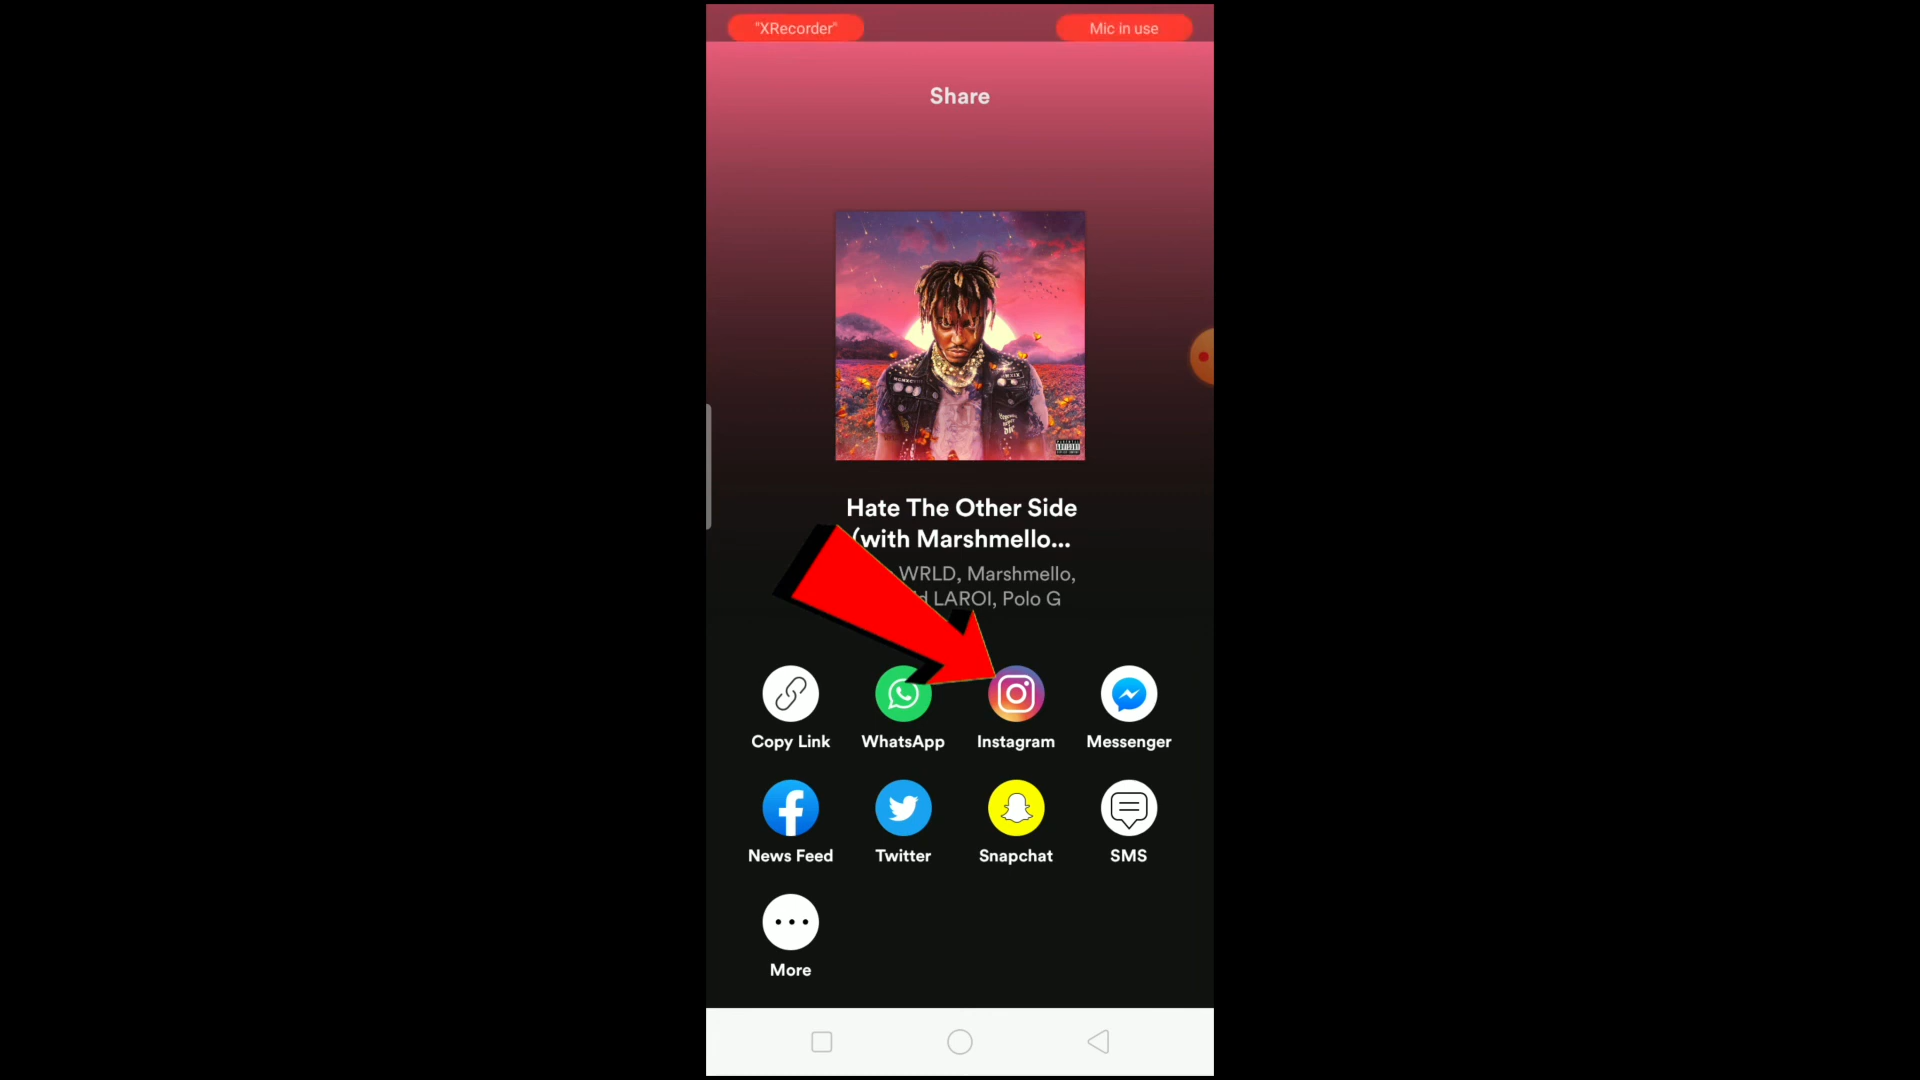 "XRecorder"
Mic in use
Share
Hate The Other Side
(with Marshmello...
WRLD, Marshmello,
LAROI, Polo G
Copy Link
WhatsApp
Instagram
Messenger
News Feed
Twitter
Snapchat
SMS
More